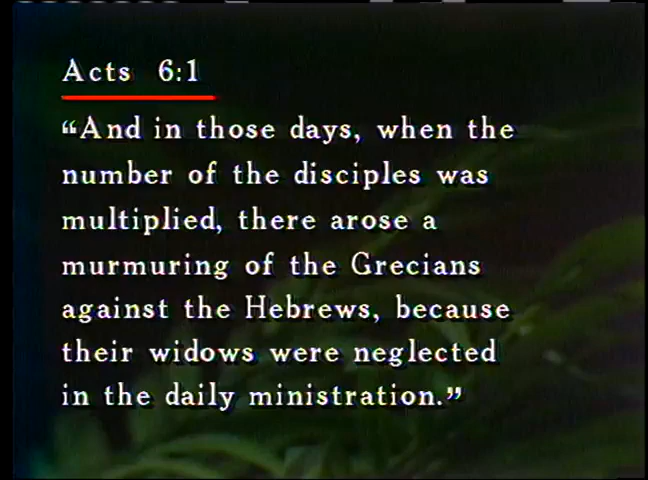 Acts 6:1
“And in those days, when the
number of the disciples was
multiplied, there arose a
murmuring of the Grecians
against the Hebrews, because
their widows were neglected
in the daily ministration.”